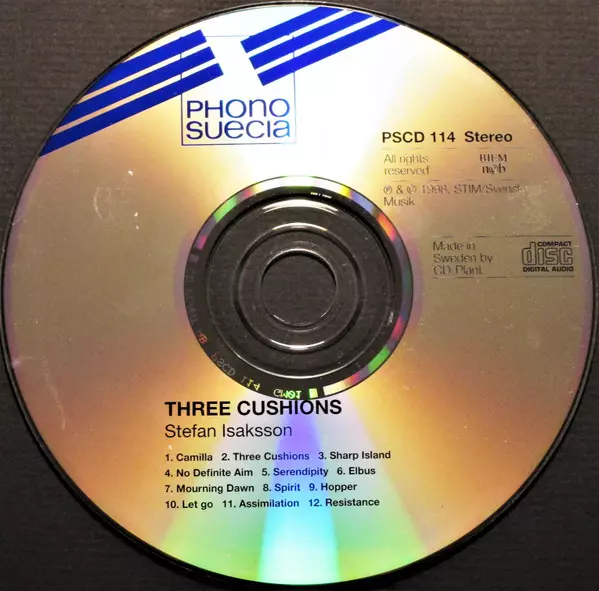 PHONO
SUECIA
PSCD 114 Stereo
All rights
reserved
BIEM
n©b
℗ & © 1998, STIM/Svensk
Musik
Made in
Sweden by
CD Plant
COMPACT
disc
DIGITAL AUDIO
THREE CUSHIONS
Stefan Isaksson
1. Camilla 2. Three Cushions 3. Sharp Island
4. No Definite Aim 5. Serendipity 6. Elbus
7. Mourning Dawn 8. Spirit 9. Hopper
10. Let go 11. Assimilation 12. Resistance